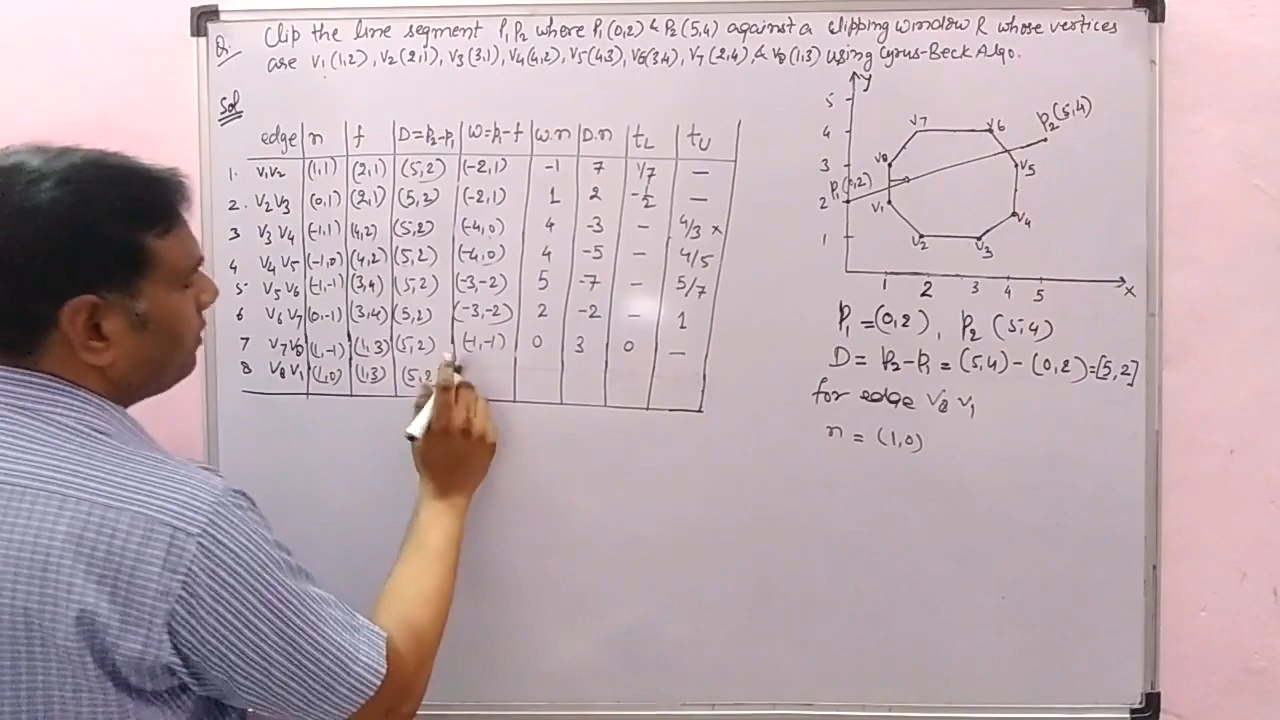 Q:. Clip the line segment P1P2 where P1(0,2) & P2(5,4) against a clipping window R whose vertices
are V1(1,2), V2(2,1), V3(3,1), V4(4,2), V5(4,3), V6(3,4), V7(2,4), & V8(1,3) using Cyrus-Beck Algo.
Sol
edge n f D=P2-P1 W=P1-f W.n D.n tL tU
1. V1V2 (1,1) (2,1) (5,2) (-2,1) -1 7 1/7 —
2. V2V3 (0,1) (2,1) (5,2) (-2,1) 1 2 -1/2 —
3 V3V4 (-1,1) (4,2) (5,2) (-4,0) 4 -3 - 4/3 ×
4 V4V5 (-1,0) (4,2) (5,2) (-4,0) 4 -5 - 4/5
5 V5V6 (-1,-1) (3,4) (5,2) (-3,-2) 5 -7 - 5/7
6 V6V7 (0,-1) (3,4) (5,2) (-3,-2) 2 -2 - 1
7 V7V8 (1,-1) (1,3) (5,2) (-1,-1) 0 3 0 —
8 V8V1 (1,0) (1,3) (5,2
y
5
4
3
2
1
1 2 3 4 5
x
V7 V6 P2(5,4)
V8 V5
P1(0,2)
V1 V4
V2 V3
P1 = (0,2), P2 (5,4)
D = P2-P1 = (5,4) - (0,2) = [5,2]
for edge V8 V1
n = (1,0)